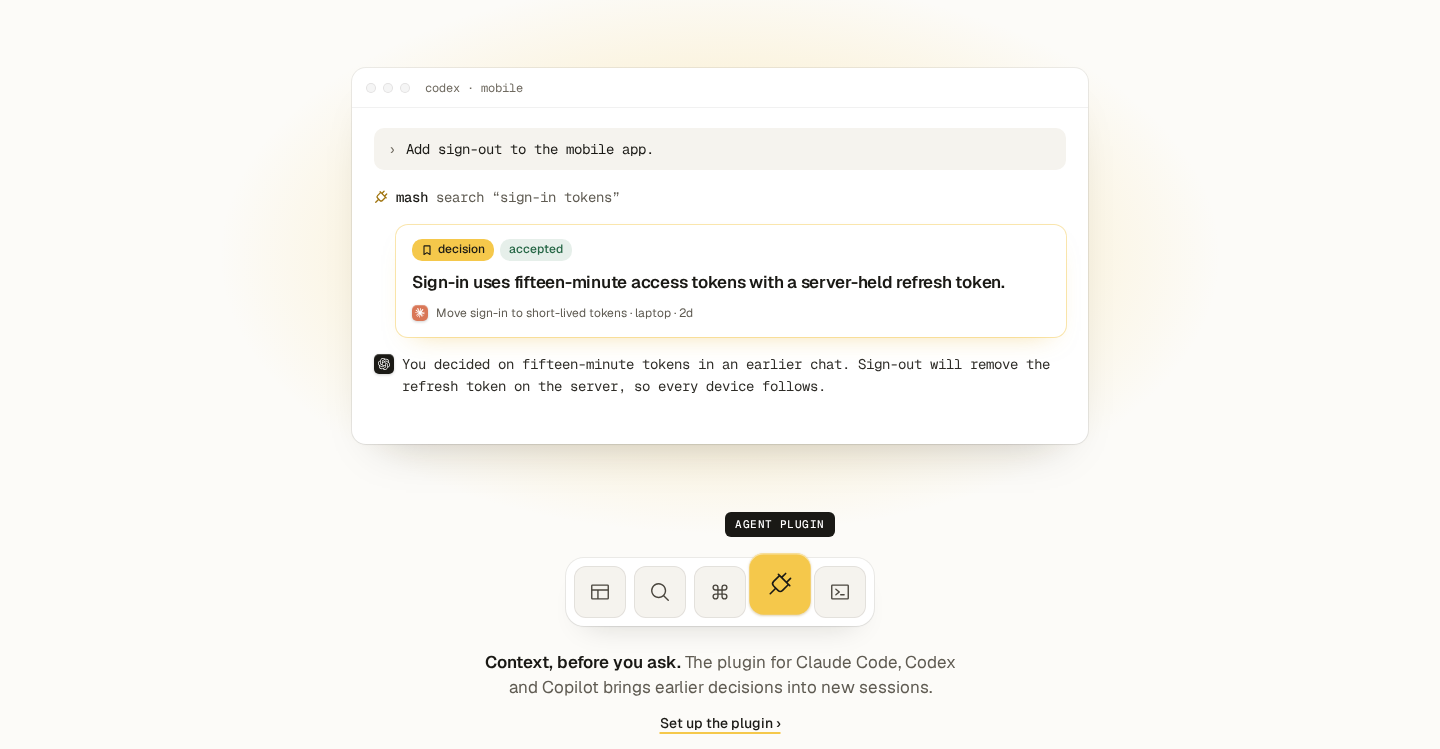 codex · mobile
› Add sign-out to the mobile app.
mash search “sign-in tokens”
decision accepted
Sign-in uses fifteen-minute access tokens with a server-held refresh token.
Move sign-in to short-lived tokens · laptop · 2d
You decided on fifteen-minute tokens in an earlier chat. Sign-out will remove the
refresh token on the server, so every device follows.
AGENT PLUGIN
Context, before you ask. The plugin for Claude Code, Codex
and Copilot brings earlier decisions into new sessions.
Set up the plugin ›